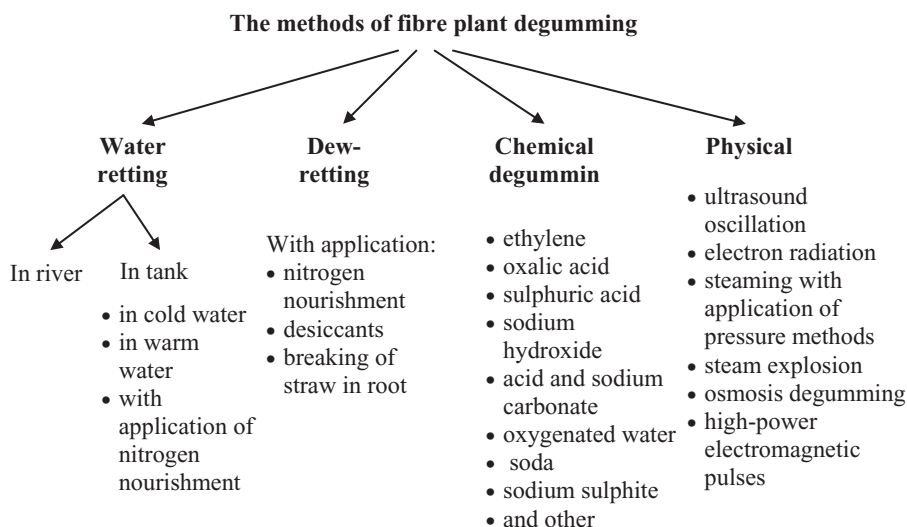 The methods of fibre plant degumming
Water
retting
In river
In tank
• in cold water
• in warm
water
• with
application of
nitrogen
nourishment
Dew-
retting
With application:
• nitrogen
nourishment
• desiccants
• breaking of
straw in root
Chemical
degummin
• ethylene
• oxalic acid
• sulphuric acid
• sodium
hydroxide
• acid and sodium
carbonate
• oxygenated water
• soda
• sodium sulphite
• and other
Physical
• ultrasound
oscillation
• electron radiation
• steaming with
application of
pressure methods
• steam explosion
• osmosis degumming
• high-power
electromagnetic
pulses